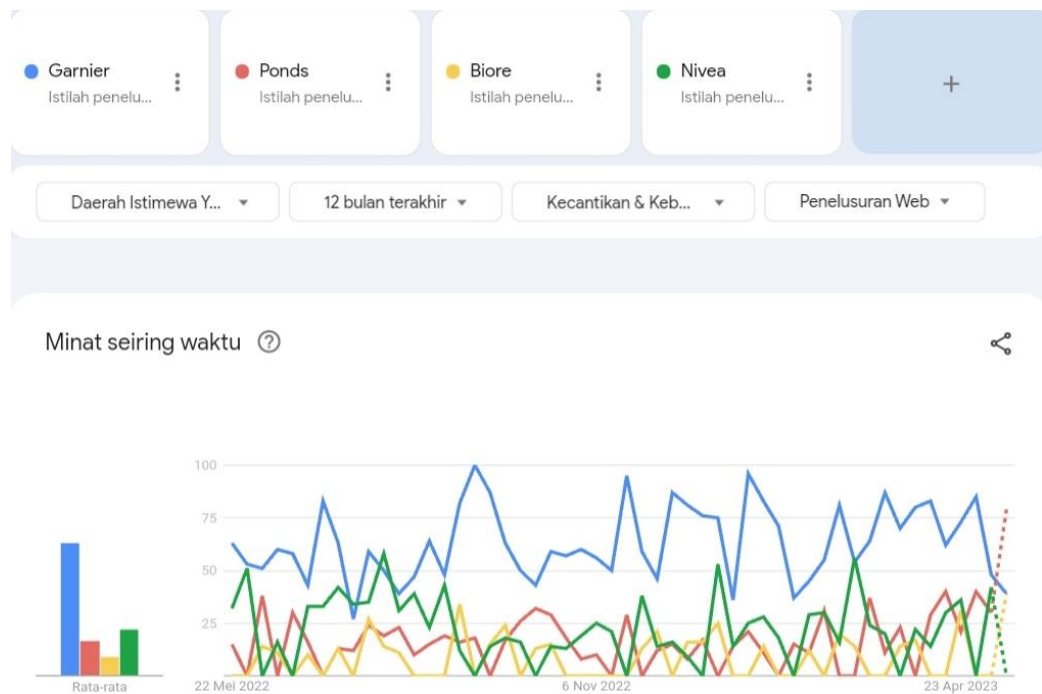 Garnier
Istilah penelu...
Ponds
Istilah penelu...
Biore
Istilah penelu...
Nivea
Istilah penelu...
+
Daerah Istimewa Y...
12 bulan terakhir
Kecantikan & Keb...
Penelusuran Web
Minat seiring waktu
?
100
75
50
25
Rata-rata
22 Mei 2022
6 Nov 2022
23 Apr 2023